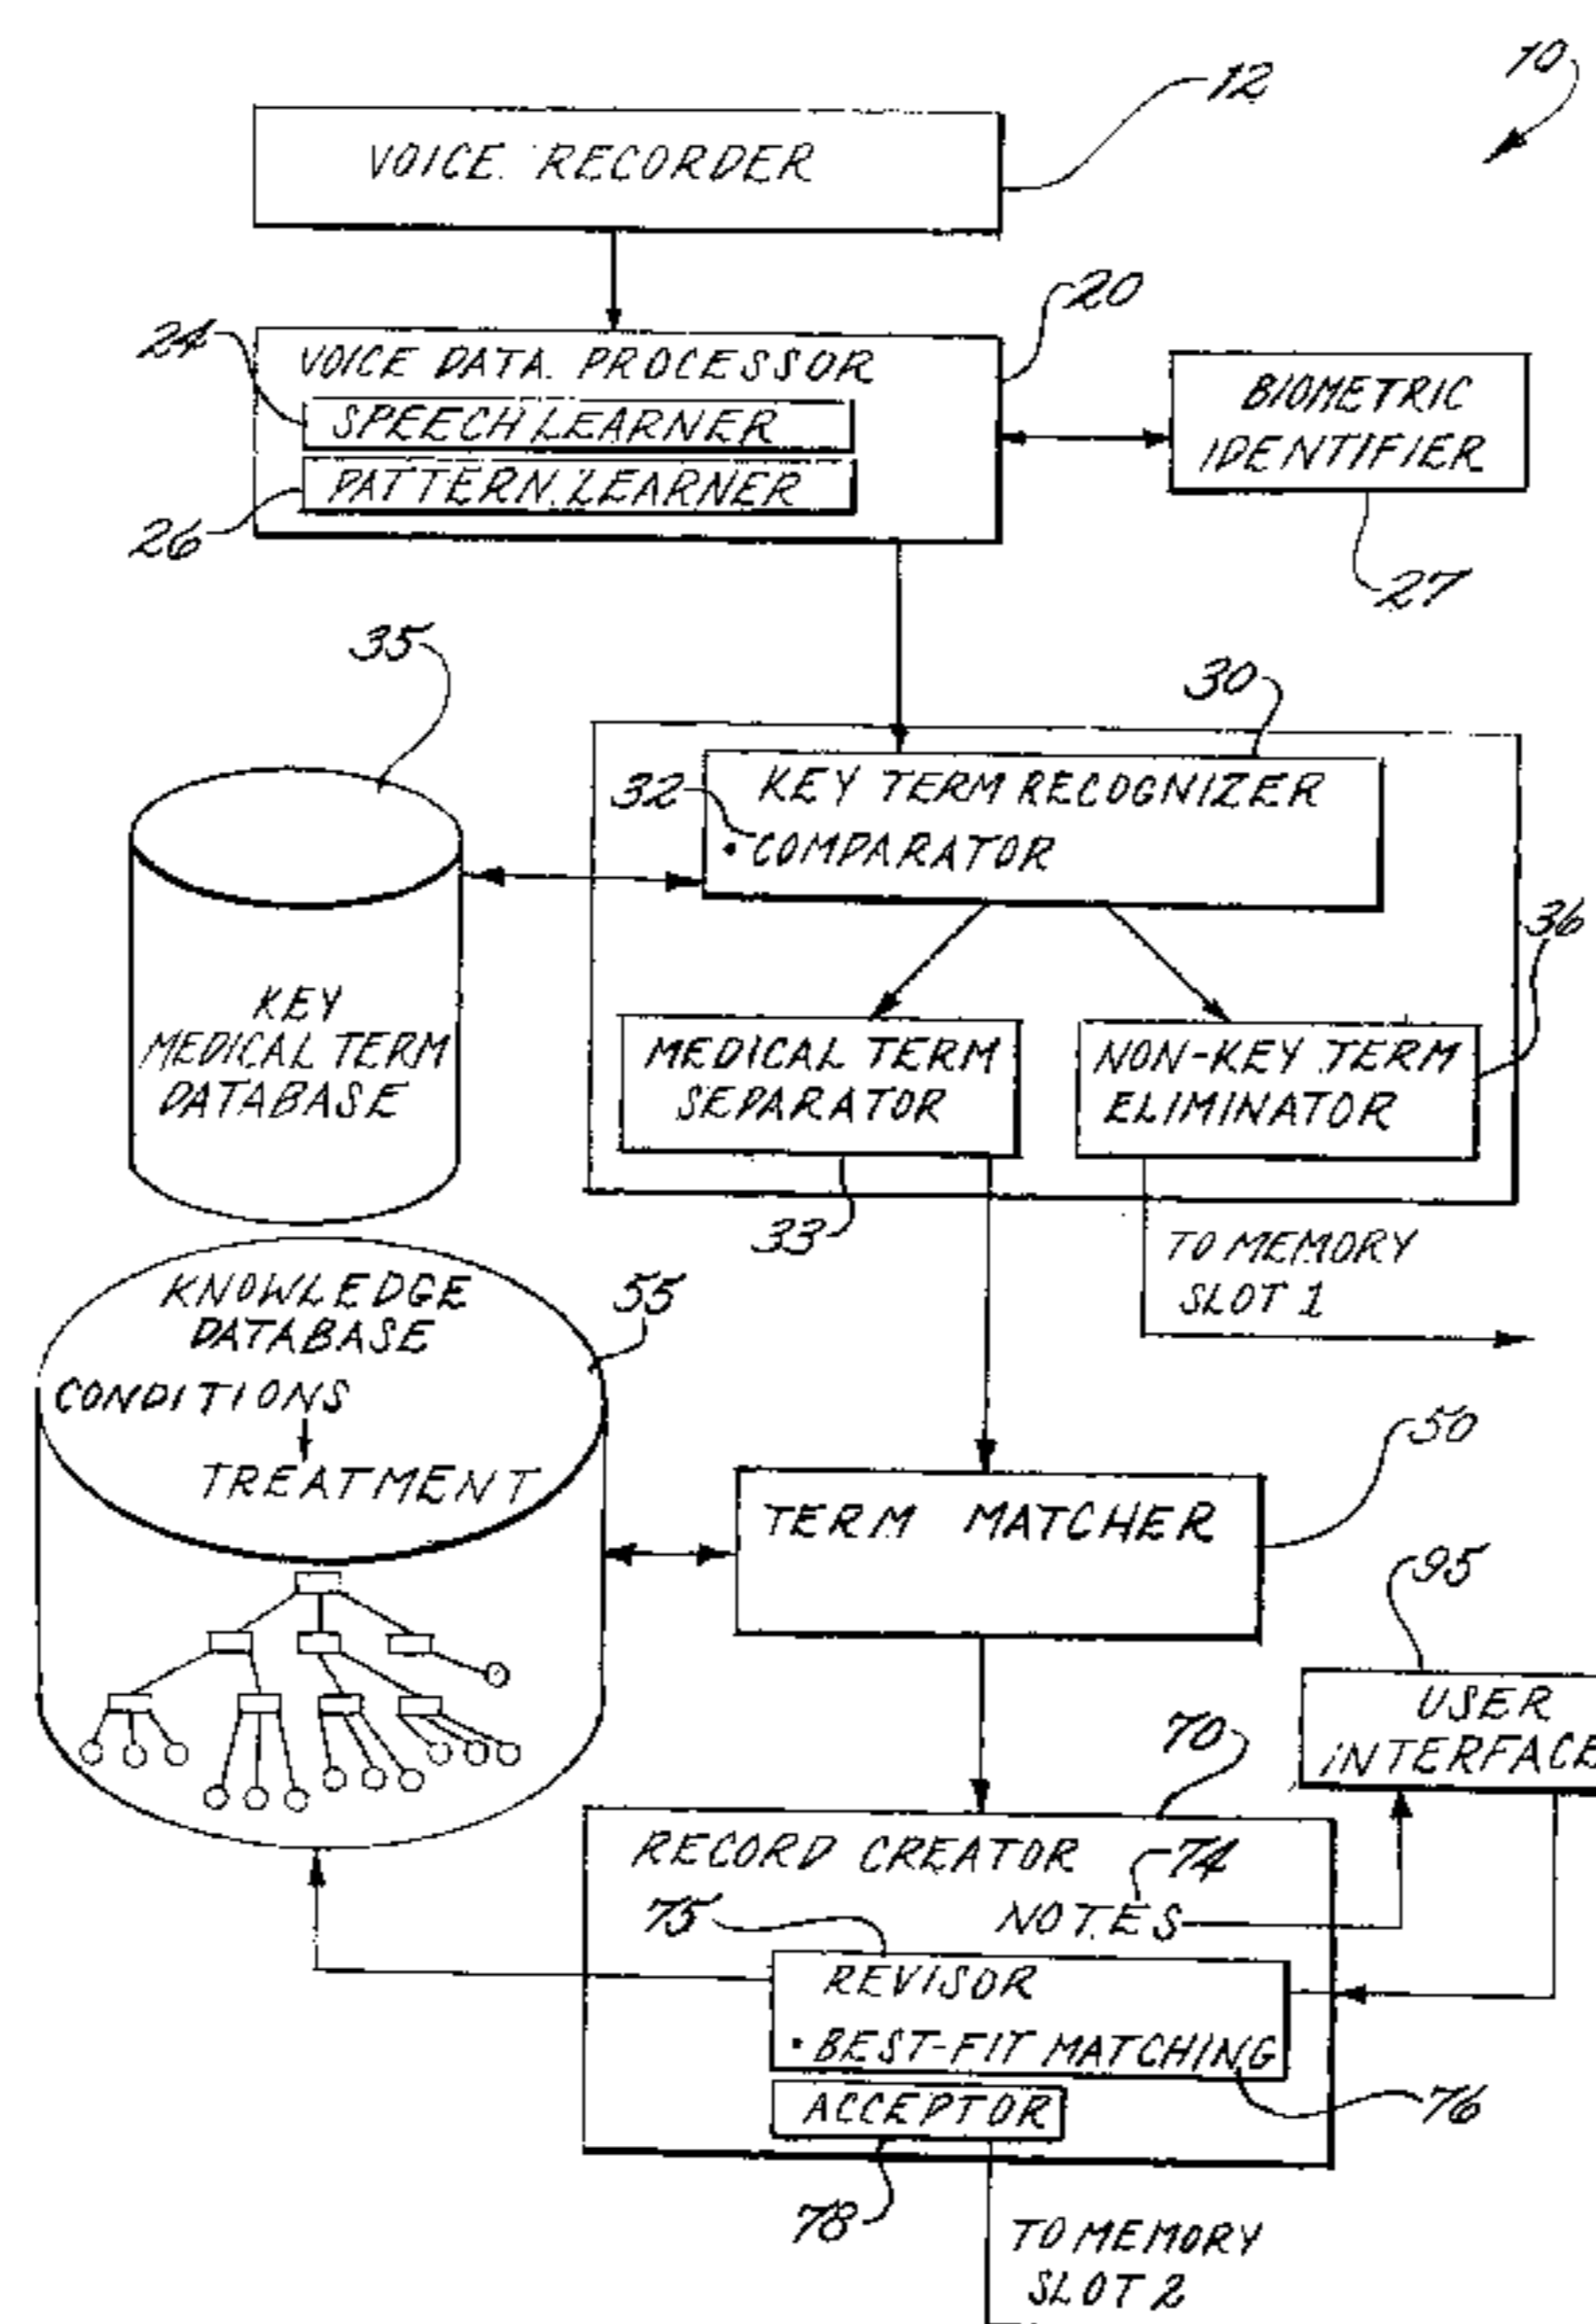 10
12
VOICE RECORDER
20
24
VOICE DATA PROCESSOR
SPEECH LEARNER
PATTERN LEARNER
26
BIOMETRIC
IDENTIFIER
27
35
30
32
KEY TERM RECOGNIZER
• COMPARATOR
36
KEY
MEDICAL TERM
DATABASE
MEDICAL TERM
SEPARATOR
NON-KEY TERM
ELIMINATOR
33
TO MEMORY
SLOT 1
KNOWLEDGE
DATABASE
CONDITIONS
TREATMENT
55
50
TERM MATCHER
95
USER
INTERFACE
70
RECORD CREATOR
74
NOTES
75
REVISOR
• BEST-FIT MATCHING
76
ACCEPTOR
78
TO MEMORY
SLOT 2